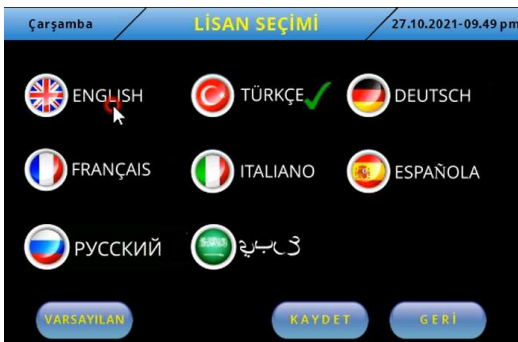 Çarşamba
LİSAN SEÇİMİ
27.10.2021-09.49 pm
ENGLISH
TÜRKÇE
DEUTSCH
FRANÇAIS
ITALIANO
ESPAÑOLA
РУССКИЙ
VARSAYILAN
KAYDET
GERİ